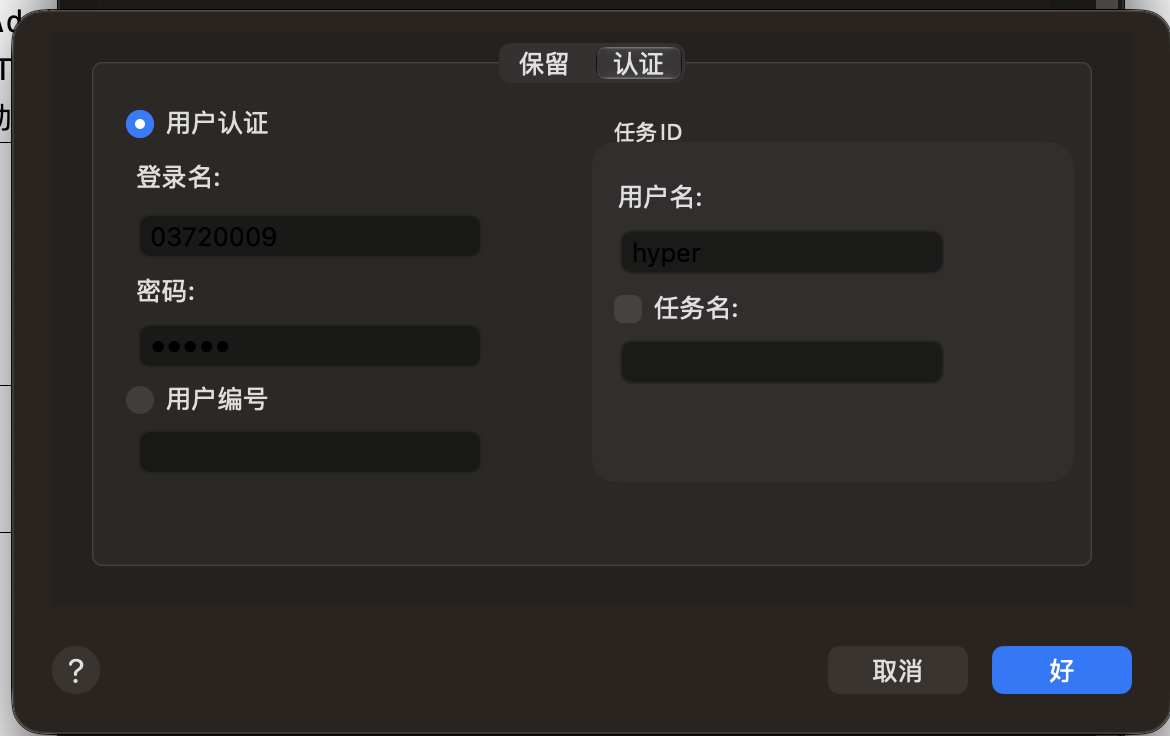 保留
认证
用户认证
登录名:
03720009
密码:
•••••
用户编号
任务ID
用户名:
hyper
任务名:
?
取消
好